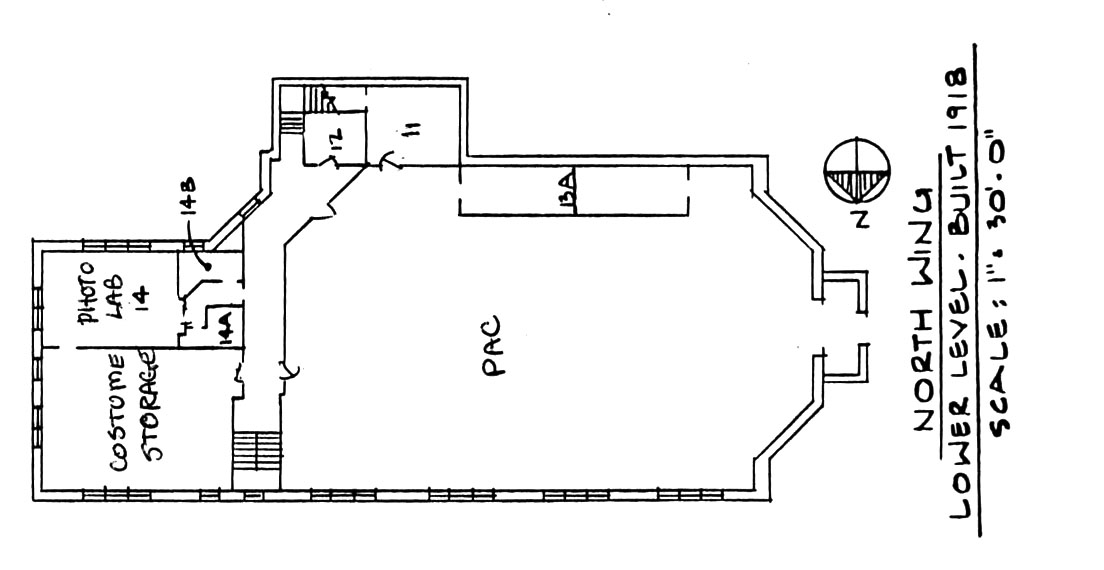 14B
12
11
13A
PHOTO
LAB
14
14A
COSTUME
STORAGE
PAC
N
NORTH WING
LOWER LEVEL. BUILT 1918
SCALE: 1"= 30'.0"